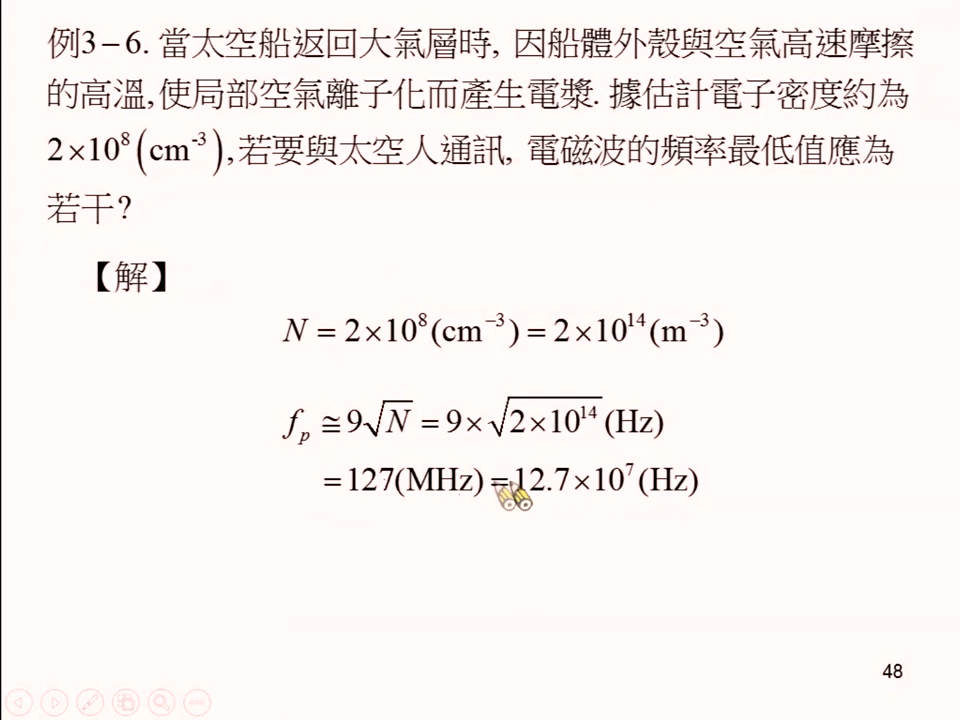 例3－6. 當太空船返回大氣層時, 因船體外殼與空氣高速摩擦
的高溫,使局部空氣離子化而產生電漿. 據估計電子密度約為
2×10⁸(cm⁻³),若要與太空人通訊, 電磁波的頻率最低值應為
若干?
【解】
N = 2×10⁸(cm⁻³) = 2×10¹⁴(m⁻³)
fₚ ≅ 9√N = 9×√(2×10¹⁴) (Hz)
= 127(MHz) = 12.7×10⁷(Hz)
48